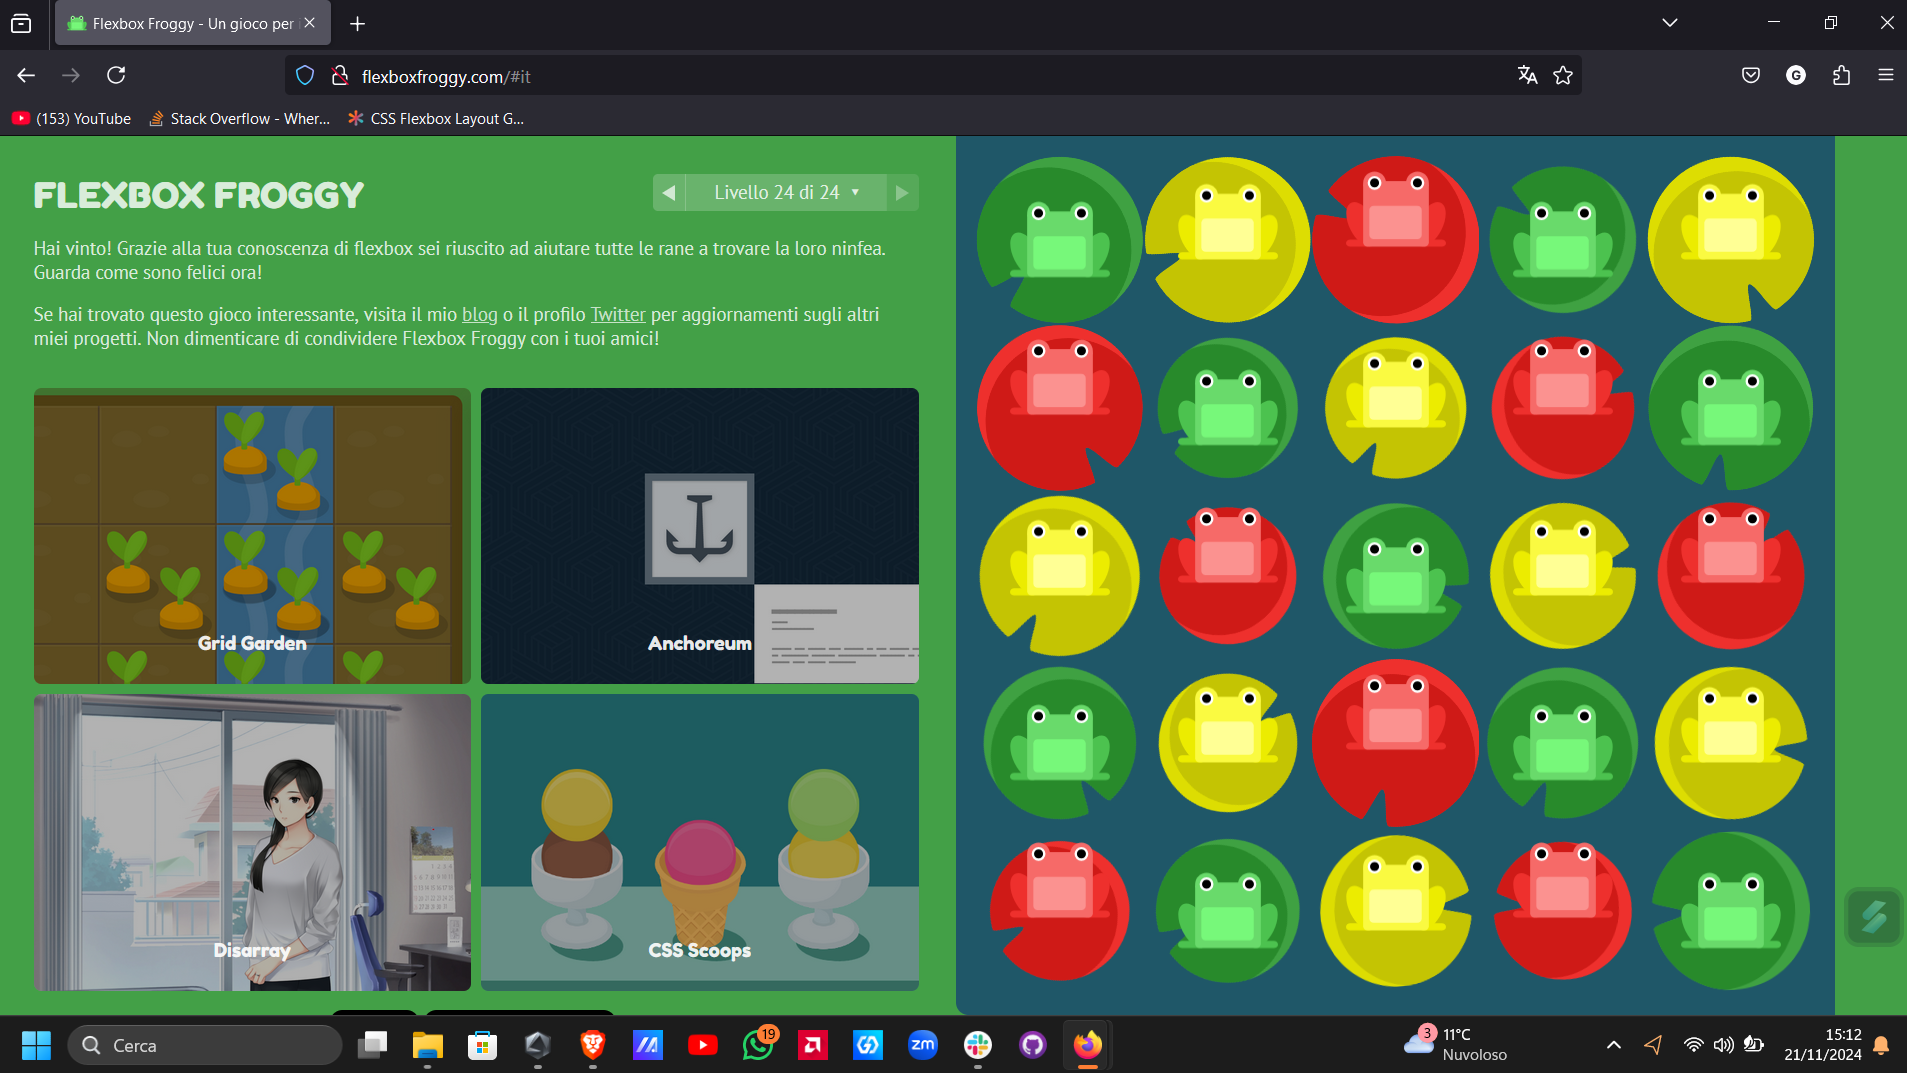 Flexbox Froggy - Un gioco per
flexboxfroggy.com/#it
G
(153) YouTube
Stack Overflow - Wher...
CSS Flexbox Layout G...
FLEXBOX FROGGY
Livello 24 di 24
Hai vinto! Grazie alla tua conoscenza di flexbox sei riuscito ad aiutare tutte le rane a trovare la loro ninfea.
Guarda come sono felici ora!
Se hai trovato questo gioco interessante, visita il mio blog o il profilo Twitter per aggiornamenti sugli altri
miei progetti. Non dimenticare di condividere Flexbox Froggy con i tuoi amici!
Grid Garden
Anchoreum
Disarray
CSS Scoops
Cerca
19
zm
3
11°C
Nuvoloso
15:12
21/11/2024